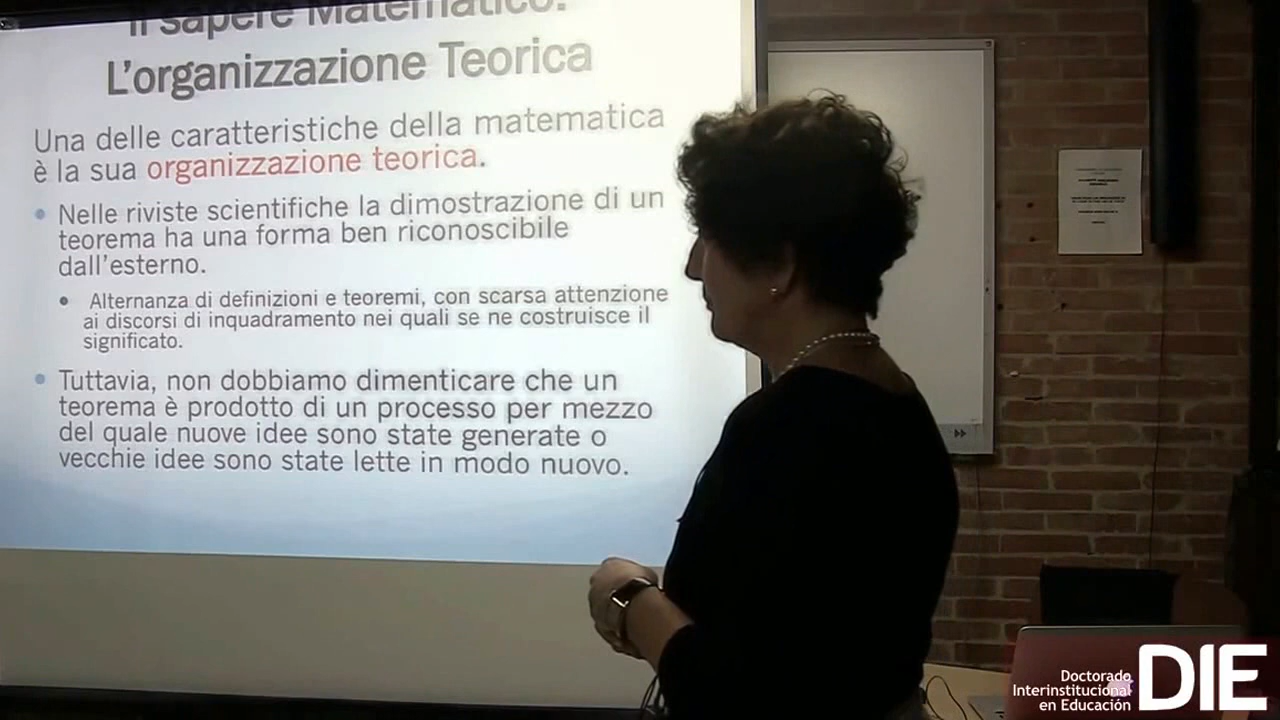 Il sapere Matematico:
L'organizzazione Teorica
Una delle caratteristiche della matematica
è la sua organizzazione teorica.
Nelle riviste scientifiche la dimostrazione di un
teorema ha una forma ben riconoscibile
dall'esterno.
Alternanza di definizioni e teoremi, con scarsa attenzione
ai discorsi di inquadramento nei quali se ne costruisce il
significato.
Tuttavia, non dobbiamo dimenticare che un
teorema è prodotto di un processo per mezzo
del quale nuove idee sono state generate o
vecchie idee sono state lette in modo nuovo.
Doctorado
Interinstitucional
en Educación
DIE